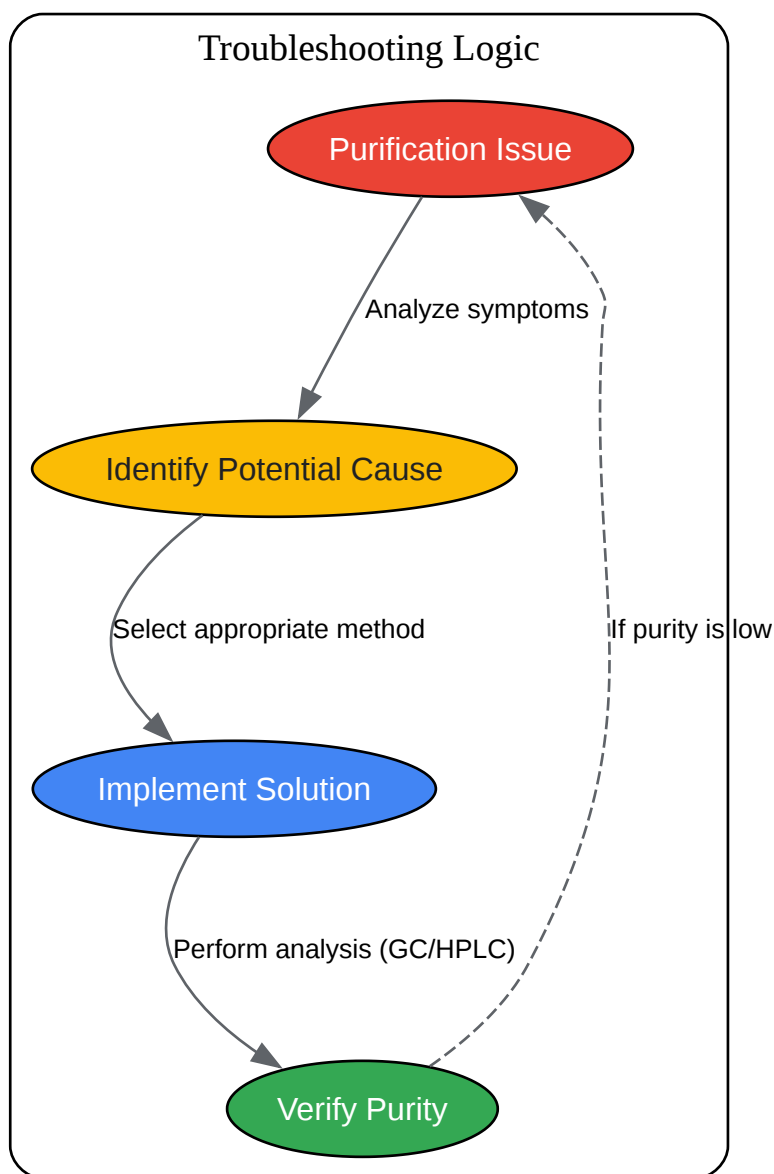 Troubleshooting Logic
Purification Issue
Analyze symptoms
Identify Potential Cause
Select appropriate method
If purity is low
Implement Solution
Perform analysis (GC/HPLC)
Verify Purity